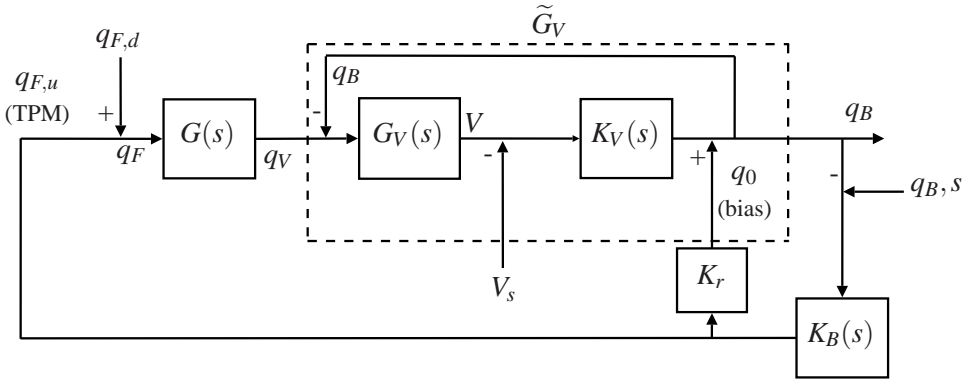 G̃_V
q_{F,d}
q_{F,u}
(TPM)
+
q_F
G(s)
q_V
q_B
-
G_V(s)
V
-
V_s
K_V(s)
+
q_0
(bias)
K_r
q_B
-
q_B, s
K_B(s)